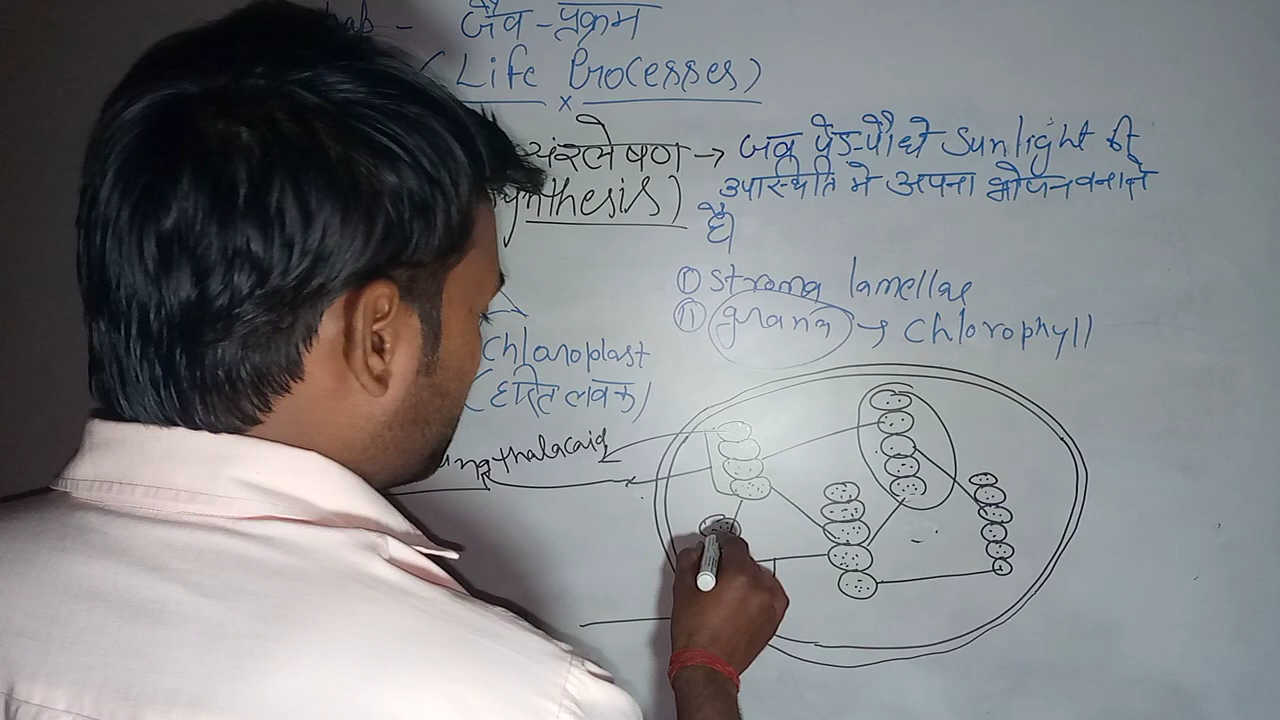 जैव-प्रक्रम
(Life Processes)
संश्लेषण → जब पेड़-पौधे Sunlight की
ynthesis) उपस्थिति मे अपना भोजन बनाते
है।
① stroma lamellae
② grana → Chlorophyll
Chloroplast
(हरित लवक)
thalacaid